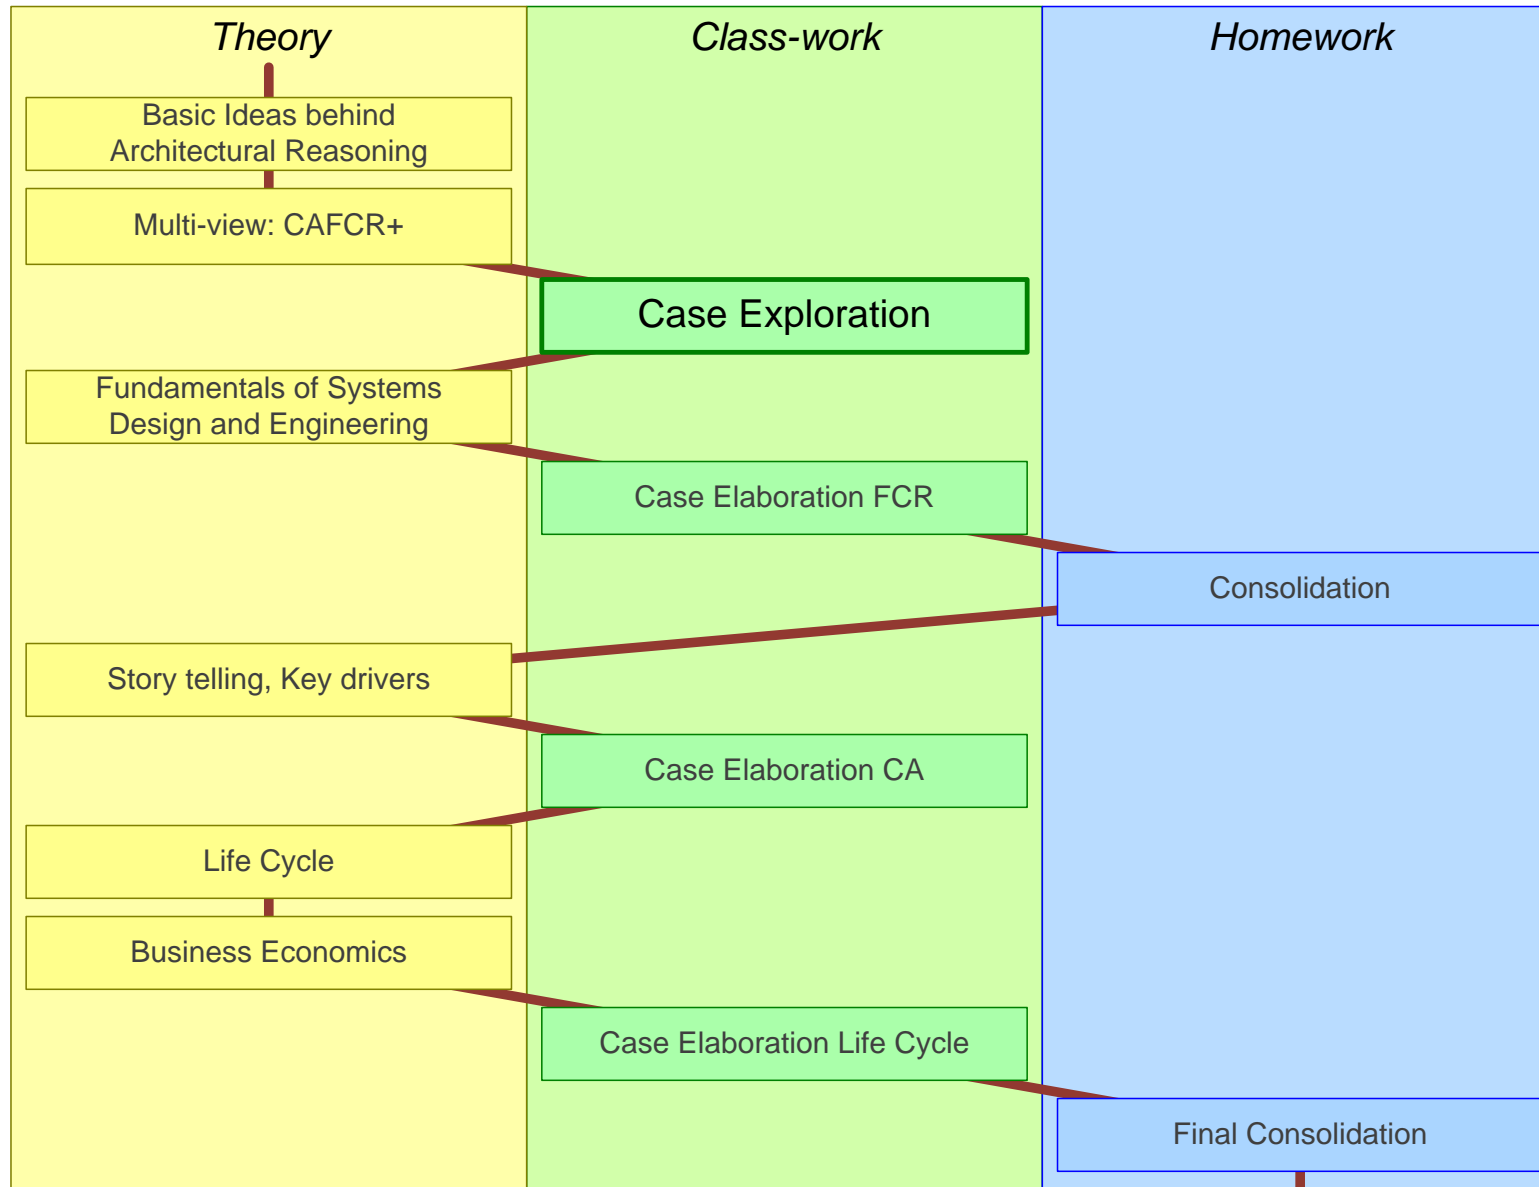 Theory
Class-work
Homework
Basic Ideas behind
Architectural Reasoning
Multi-view: CAFCR+
Case Exploration
Fundamentals of Systems
Design and Engineering
Case Elaboration FCR
Consolidation
Story telling, Key drivers
Case Elaboration CA
Life Cycle
Business Economics
Case Elaboration Life Cycle
Final Consolidation